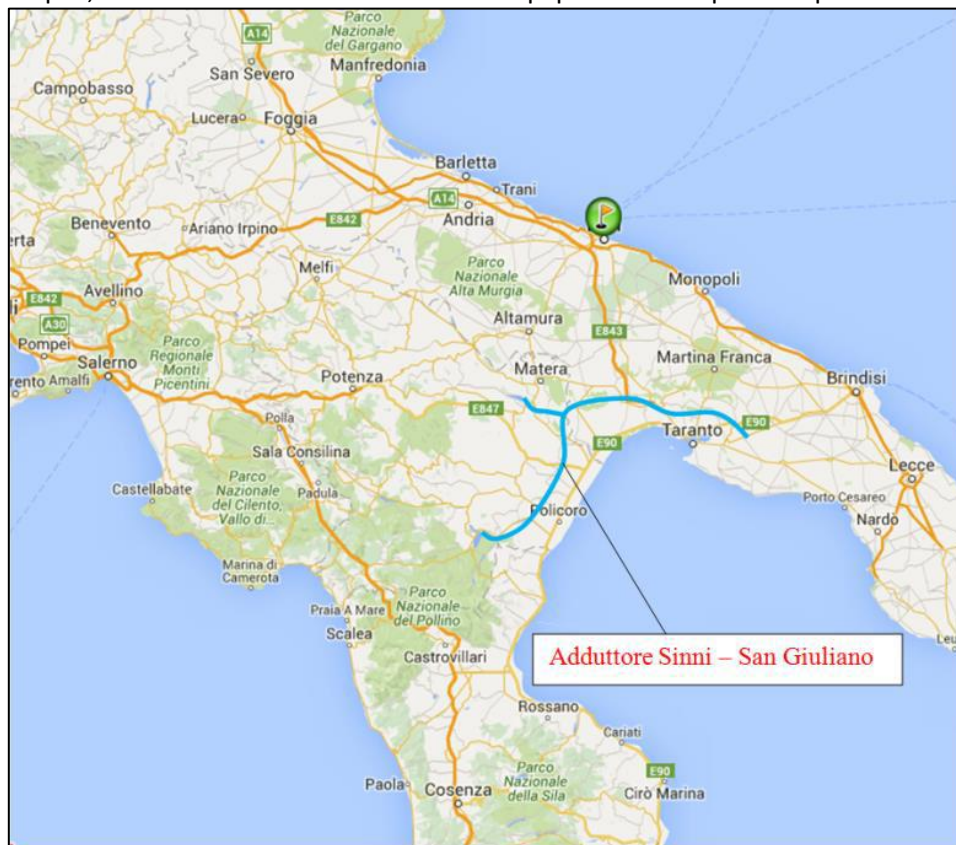 Parco
Nazionale
del Gargano
A14
San Severo
Manfredonia
Campobasso
Lucera
Foggia
Barletta
Trani
A14
Andria
E842
Benevento
Ariano Irpino
Melfi
Parco
Nazionale
Alta Murgia
Monopoli
Avellino
E842
A30
Pompei
Altamura
E843
Salerno
Parco
Regionale
Monti
Picentini
Matera
Martina Franca
Amalfi
Potenza
Brindisi
E847
Polla
E90
Taranto
E90
Sala Consilina
Lecce
Castellabate
Parco
Nazionale
del Cilento,
Vallo di...
Padula
Policoro
Porto Cesareo
Nardò
Marina di
Camerota
Parco
Nazionale
del Pollino
Praia A Mare
Scalea
Castrovillari
Adduttore Sinni – San Giuliano
Rossano
Cariati
Paola
Cosenza
Parco
Nazionale
della Sila
E90
Cirò Marina